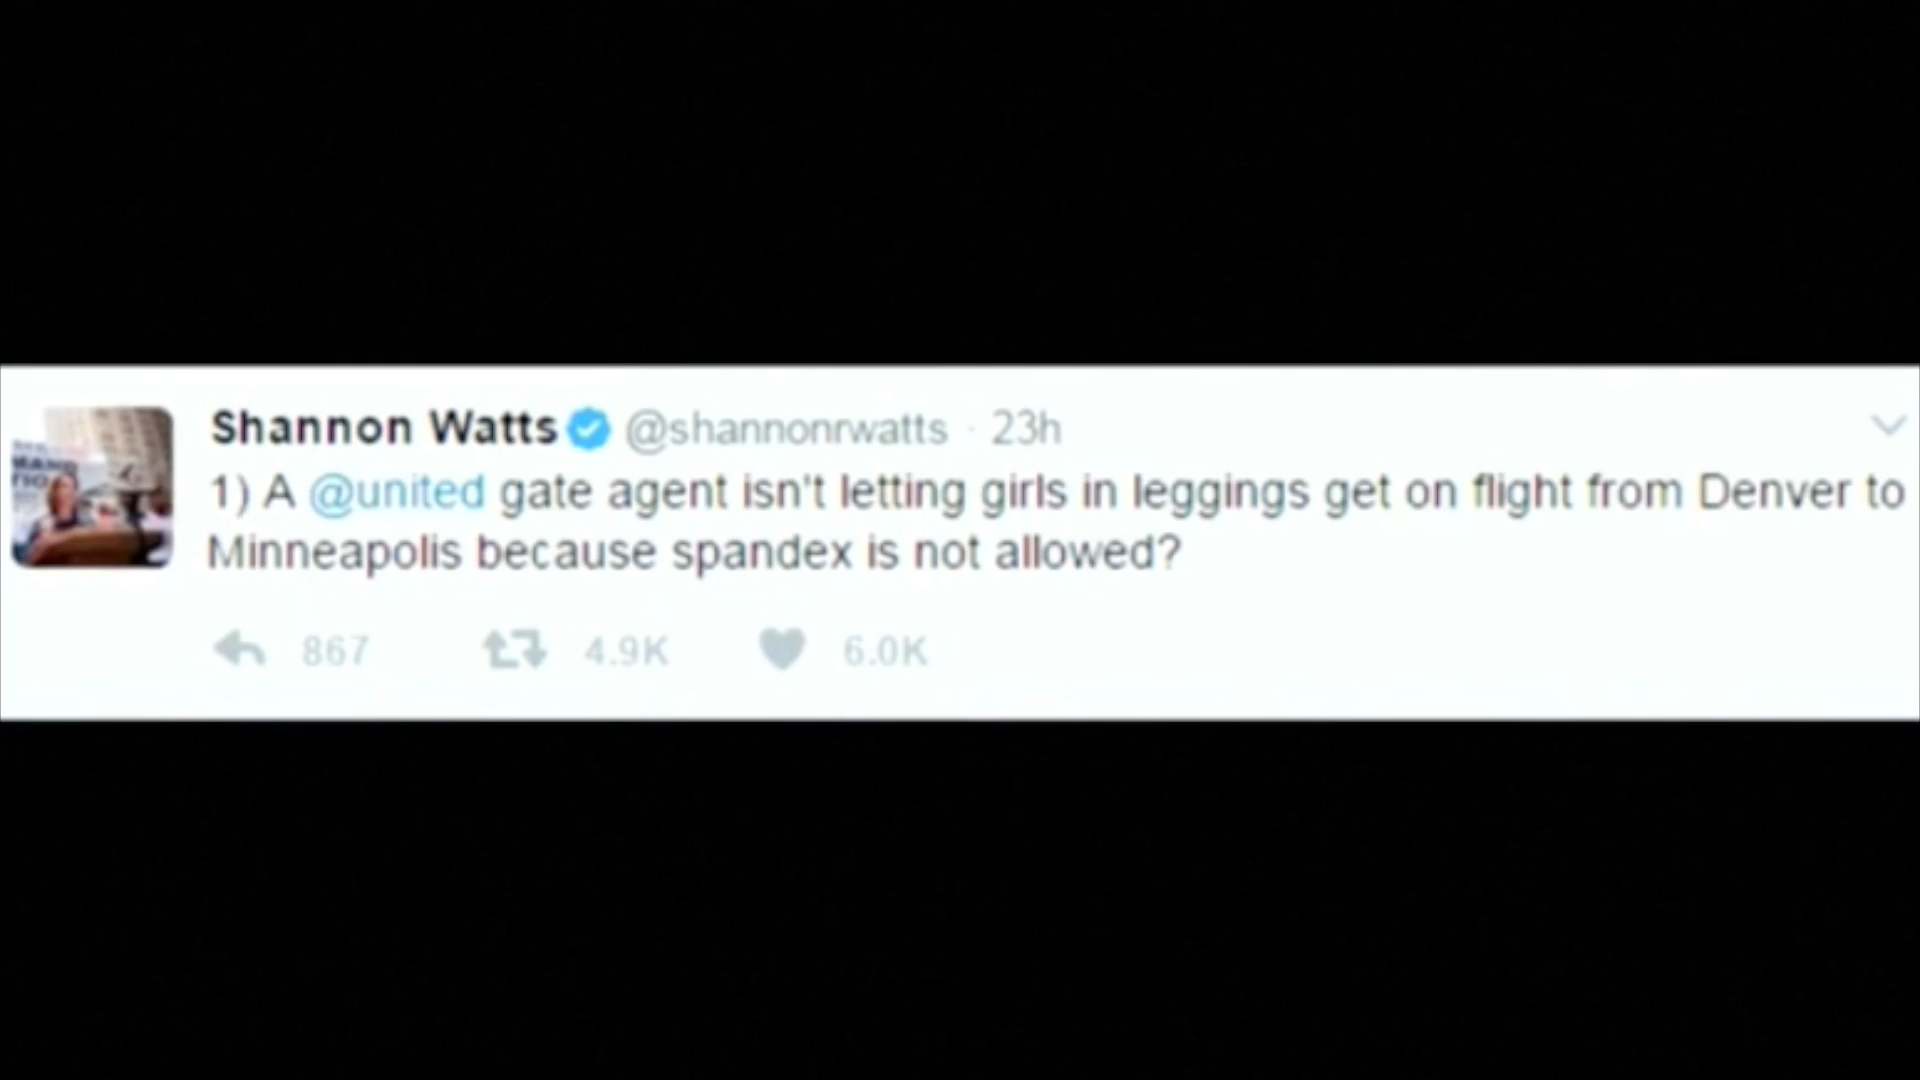 Shannon Watts @shannonrwatts · 23h
1) A @united gate agent isn't letting girls in leggings get on flight from Denver to
Minneapolis because spandex is not allowed?
867 4.9K 6.0K